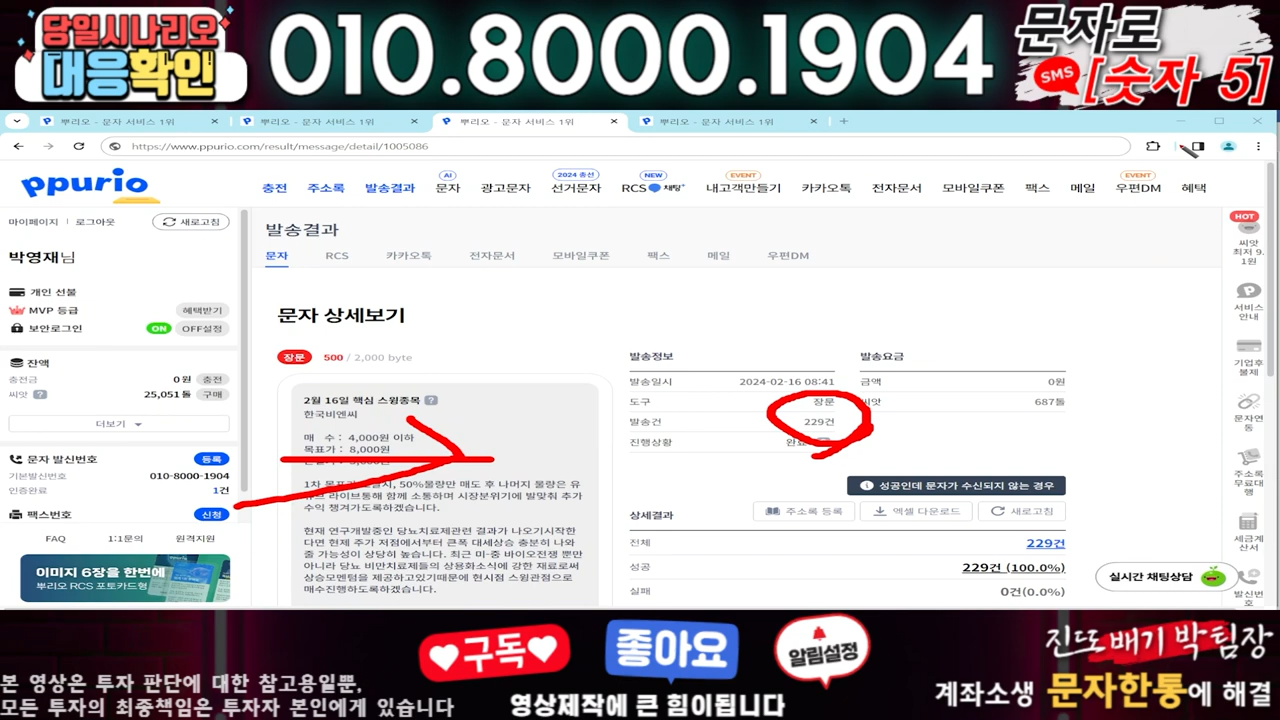 당일시나리오
대응확인
010.8000.1904
문자로
SMS
[숫자 5]
뿌리오 - 문자 서비스 1위
뿌리오 - 문자 서비스 1위
뿌리오 - 문자 서비스 1위
뿌리오 - 문자 서비스 1위
https://www.ppurio.com/result/message/detail/1005086
ppurio
AI
2024 총선
NEW
EVENT
EVENT
충전
주소록
발송결과
문자
광고문자
선거문자
RCS 채팅+
내고객만들기
카카오톡
전자문서
모바일쿠폰
팩스
메일
우편DM
혜택
마이페이지 | 로그아웃
새로고침
박영재님
개인 선불
MVP 등급
혜택받기
보안로그인
ON
OFF설정
잔액
충전금
0원
충전
씨앗 ?
25,051톨
구매
더보기
문자 발신번호
등록
기본발신번호
010-8000-1904
인증완료
1건
팩스번호
신청
FAQ
1:1문의
원격지원
이미지 6장을 한번에
뿌리오 RCS 포토카드형
발송결과
문자
RCS
카카오톡
전자문서
모바일쿠폰
팩스
메일
우편DM
문자 상세보기
장문
500 / 2,000 byte
2월 16일 핵심 스윙종목 ?
한국비엔씨
매 수 : 4,000원 이하
목표가 : 8,000원
1차 목표가 
50%물량만 매도 후 나머지 물량은 유
라이브통해 함께 소통하며 시장분위기에 발맞춰 추가
수익 챙겨가도록하겠습니다.
현재 연구개발중인 당뇨치료제관련 결과가 나오기시작한
다면 현재 주가 저점에서부터 큰폭 대세상승 충분히 나와
줄 가능성이 상당히 높습니다. 최근 미·중 바이오전쟁 뿐만
아니라 당뇨 비만치료제들의 상용화소식에 강한 재료로써
상승모멘텀을 제공하고있기때문에 현시점 스윙관점으로
매수진행하도록하겠습니다.
발송정보
발송일시
2024-02-16 08:41
도구
장문
발송건
229건
진행상황
완료
발송요금
금액
0원
씨앗
687톨
성공인데 문자가 수신되지 않는 경우
상세결과
주소록 등록
엑셀 다운로드
새로고침
전체
229건
성공
229건 (100.0%)
실패
0건(0.0%)
HOT
씨앗
최저 9.
1원
서비스
안내
기업후
불제
문자연
동
주소록
무료대
행
세금계
산서
발신번
호
실시간 채팅상담
본 영상은 투자 판단에 대한 참고용일뿐,
모든 투자의 최종책임은 투자자 본인에게 있습니다
구독
좋아요
알림설정
영상제작에 큰 힘이됩니다
진또배기 박팀장
계좌소생 문자한통에 해결